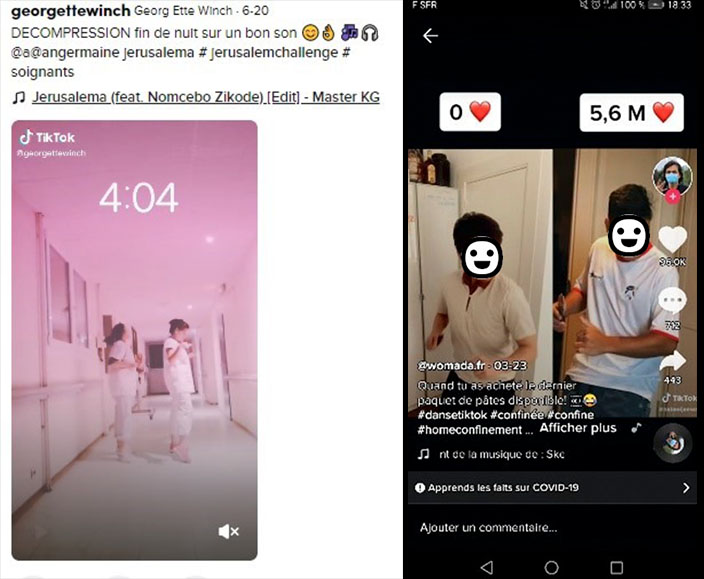 georgettewinch Georg Ette Winch · 6-20
DECOMPRESSION fin de nuit sur un bon son 😊👌 🎶🎧
@a@angermaine jerusalema # jerusalemchallenge #
soignants
Jerusalema (feat. Nomcebo Zikode) [Edit] - Master KG
TikTok
@georgettewinch
4:04
F SFR
100 %
18:33
0 ❤️
5,6 M ❤️
36.0K
712
443
@womada.fr · 03-23
Quand tu as acheté le dernier
paquet de pâtes disponible! 😂
#dansetiktok #confinée #confine
#homeconfinement ... Afficher plus
TikTok
nt de la musique de : Skc
Apprends les faits sur COVID-19
Ajouter un commentaire...